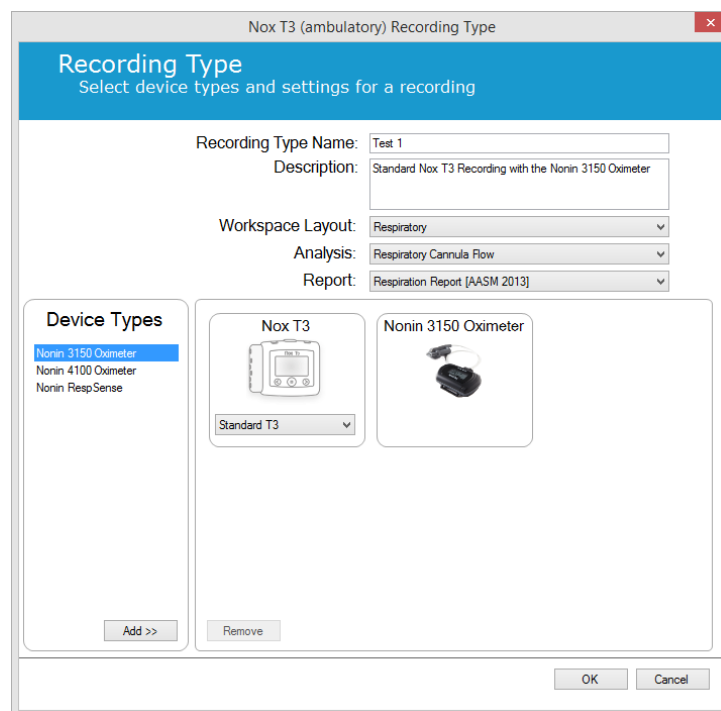 Nox T3 (ambulatory) Recording Type
Recording Type
Select device types and settings for a recording
Recording Type Name: Test 1
Description: Standard Nox T3 Recording with the Nonin 3150 Oximeter
Workspace Layout: Respiratory
Analysis: Respiratory Cannula Flow
Report: Respiration Report [AASM 2013]
Device Types
Nonin 3150 Oximeter
Nonin 4100 Oximeter
Nonin RespSense
Add >>
Nox T3
Nox T3
Standard T3
Nonin 3150 Oximeter
Remove
OK
Cancel